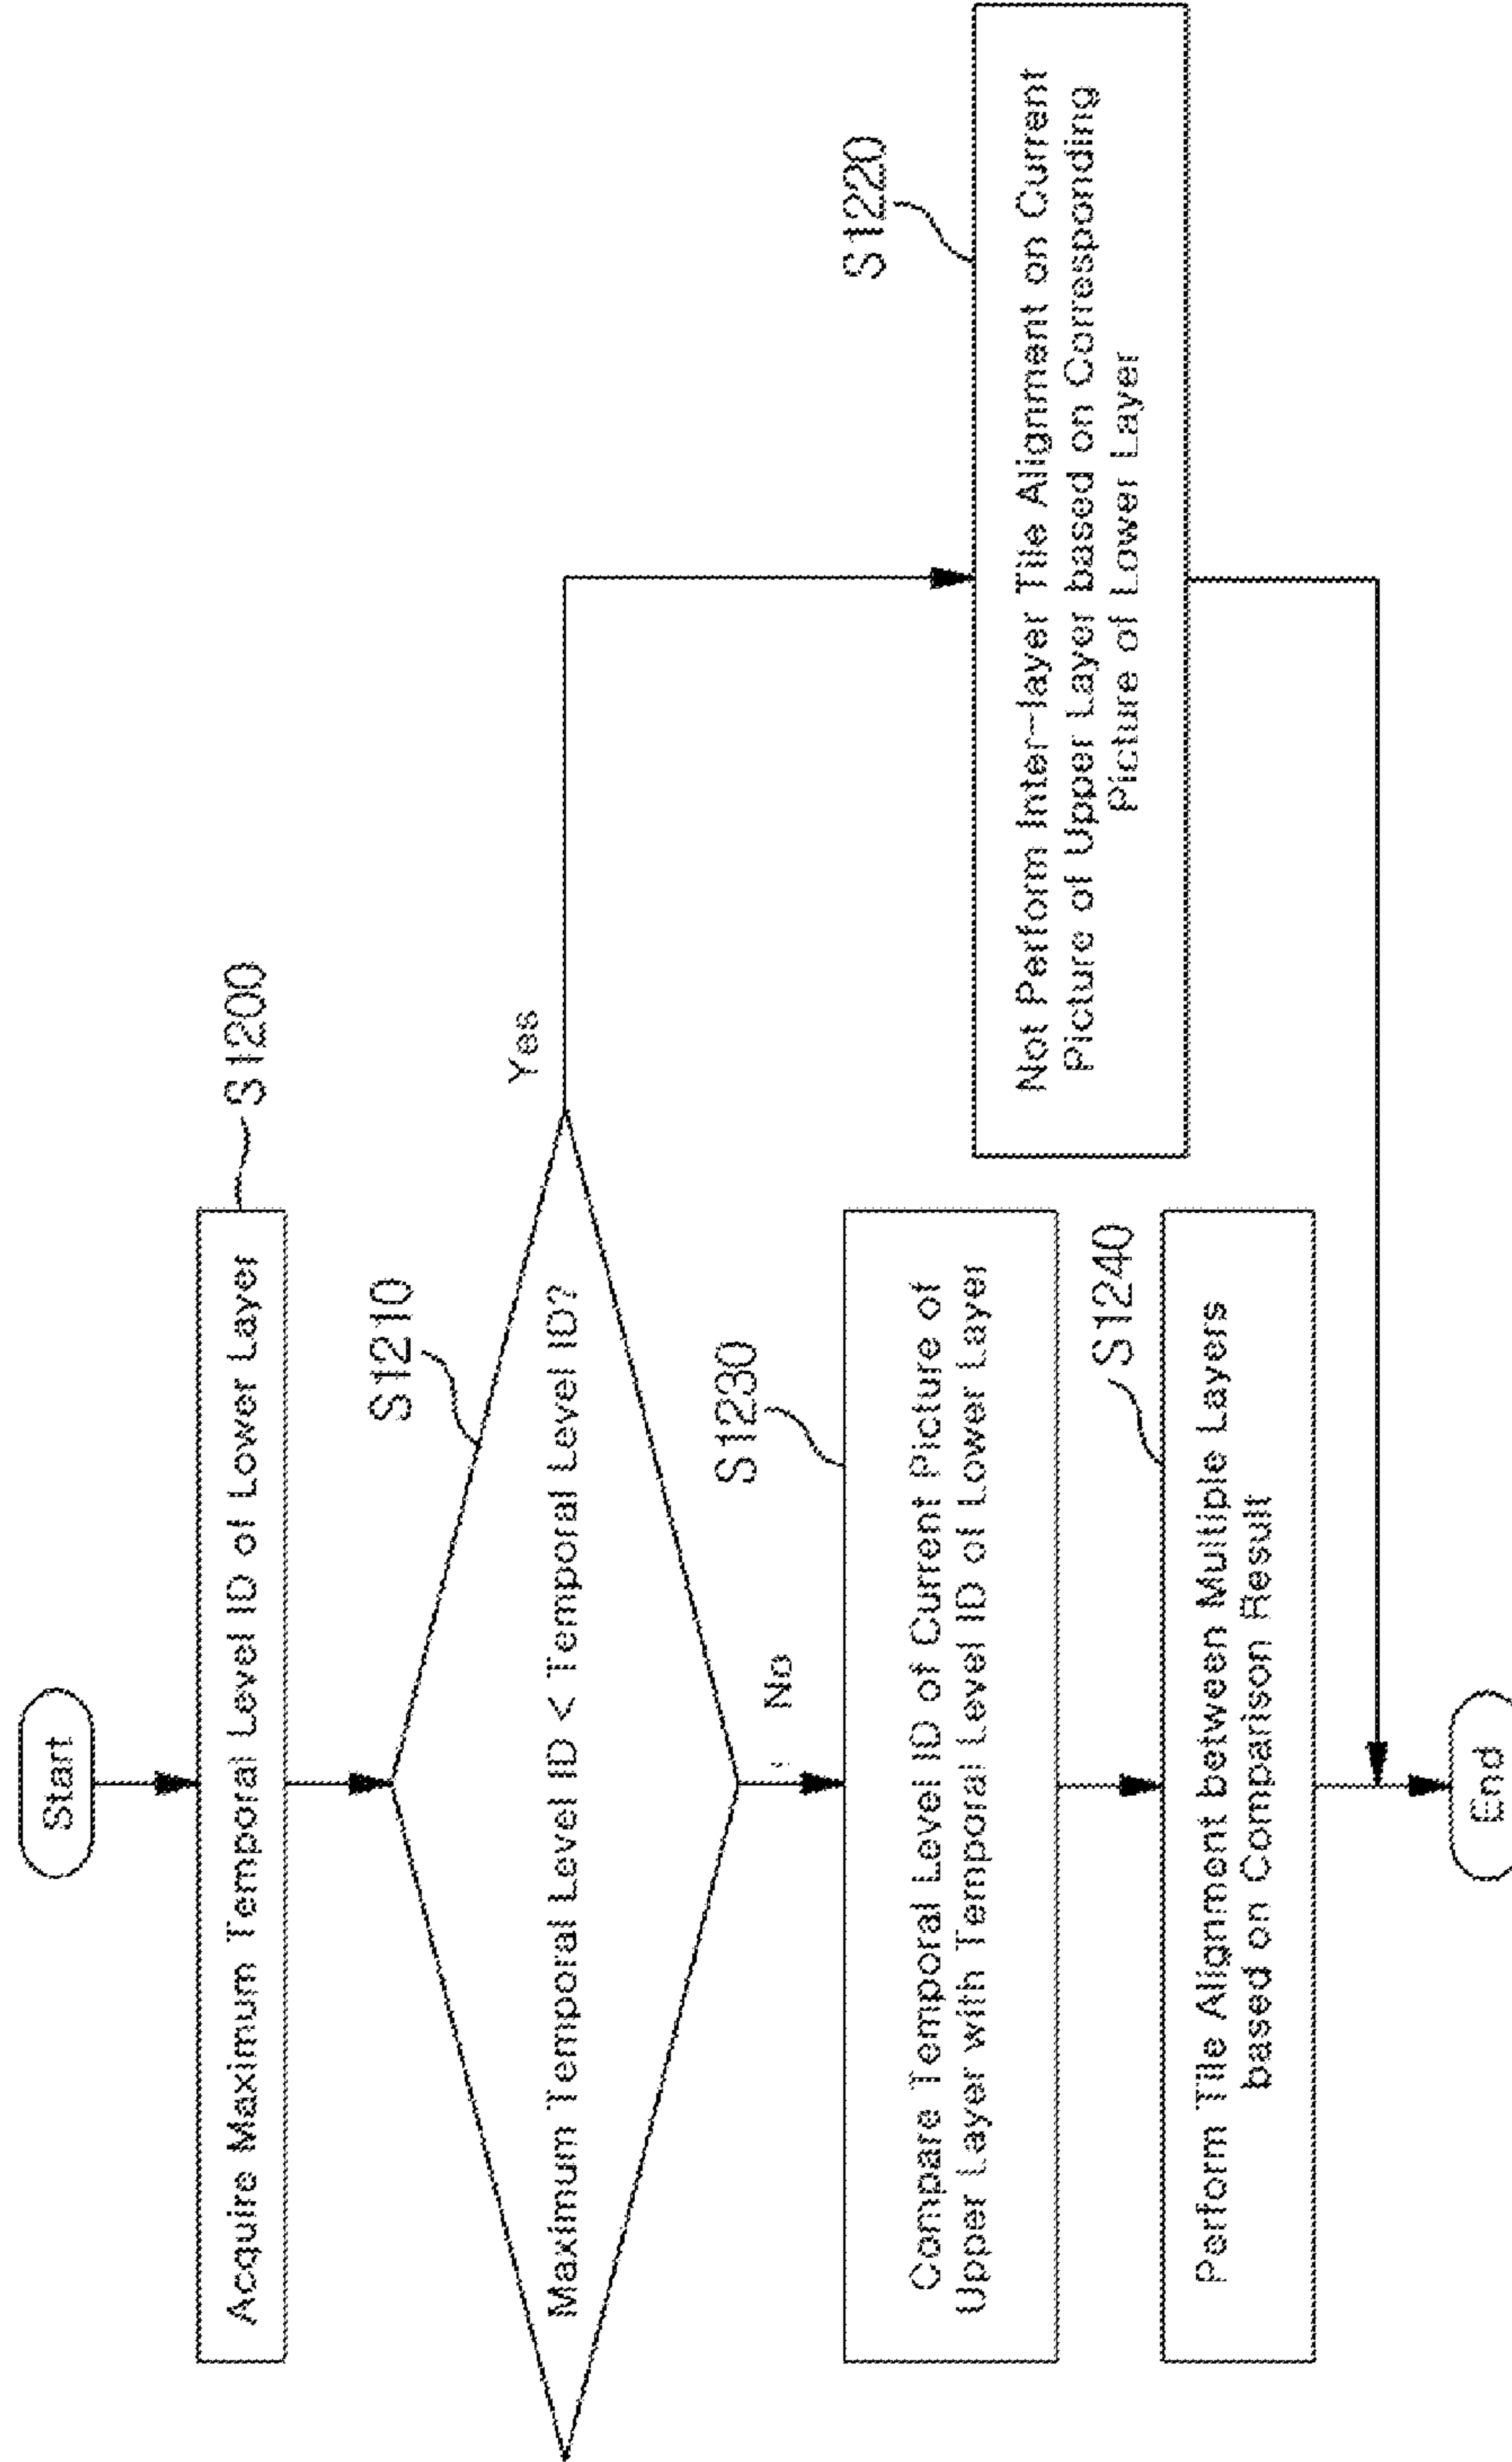 Start
Acquire Maximum Temporal Level ID of Lower Layer
S1200
S1210
Maximum Temporal Level ID < Temporal Level ID?
Yes
No
S1220
Not Perform Inter-layer Tile Alignment on Current
Picture of Upper Layer based on Corresponding
Picture of Lower Layer
S1230
Compare Temporal Level ID of Current Picture of
Upper Layer with Temporal Level ID of Lower Layer
S1240
Perform Tile Alignment between Multiple Layers
based on Comparison Result
End